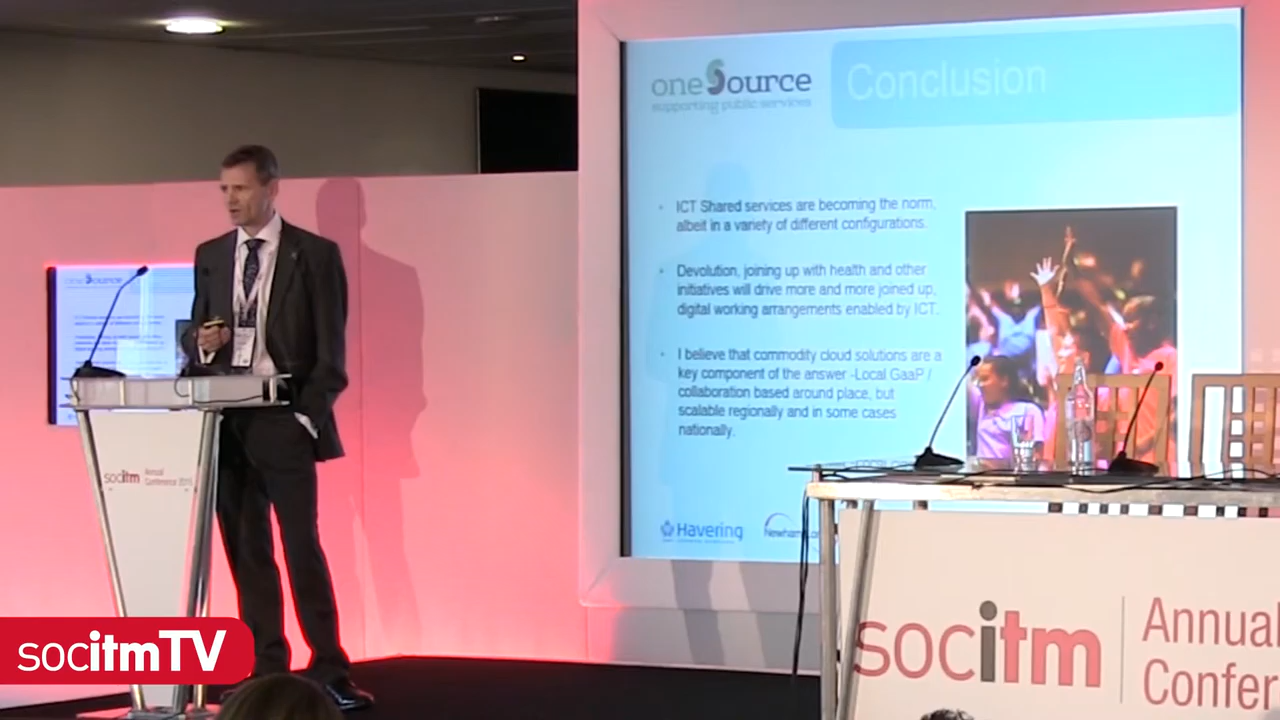 oneSource
supporting public services
Conclusion
• ICT Shared services are becoming the norm,
albeit in a variety of different configurations.
• Devolution, joining up with health and other
initiatives will drive more and more joined up,
digital working arrangements enabled by ICT.
• I believe that commodity cloud solutions are a
key component of the answer -Local GaaP /
collaboration based around place, but
scalable regionally and in some cases
nationally.
Havering
Newham
oneSource
socitm Annual
Conference
socitm Annual
Confer
socitmTV